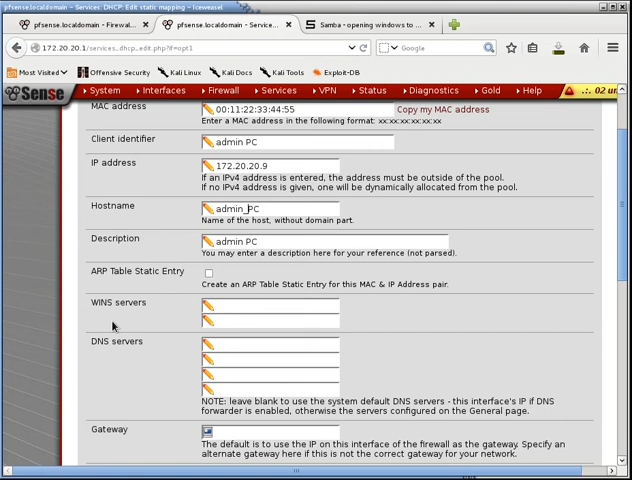 pfsense.localdomain - Services: DHCP: Edit static mapping - Iceweasel
pfsense.localdomain - Firewal...
pfsense.localdomain - Service...
Samba - opening windows to ...
172.20.20.1/services_dhcp_edit.php?if=opt1
Google
Most Visited
Offensive Security
Kali Linux
Kali Docs
Kali Tools
Exploit-DB
Sense
System
Interfaces
Firewall
Services
VPN
Status
Diagnostics
Gold
Help
MAC address
00:11:22:33:44:55
Copy my MAC address
Enter a MAC address in the following format: xx:xx:xx:xx:xx:xx
Client identifier
admin PC
IP address
172.20.20.9
If an IPv4 address is entered, the address must be outside of the pool.
If no IPv4 address is given, one will be dynamically allocated from the pool.
Hostname
admin_PC
Name of the host, without domain part.
Description
admin PC
You may enter a description here for your reference (not parsed).
ARP Table Static Entry
Create an ARP Table Static Entry for this MAC & IP Address pair.
WINS servers
DNS servers
NOTE: leave blank to use the system default DNS servers - this interface's IP if DNS
forwarder is enabled, otherwise the servers configured on the General page.
Gateway
The default is to use the IP on this interface of the firewall as the gateway. Specify an
alternate gateway here if this is not the correct gateway for your network.